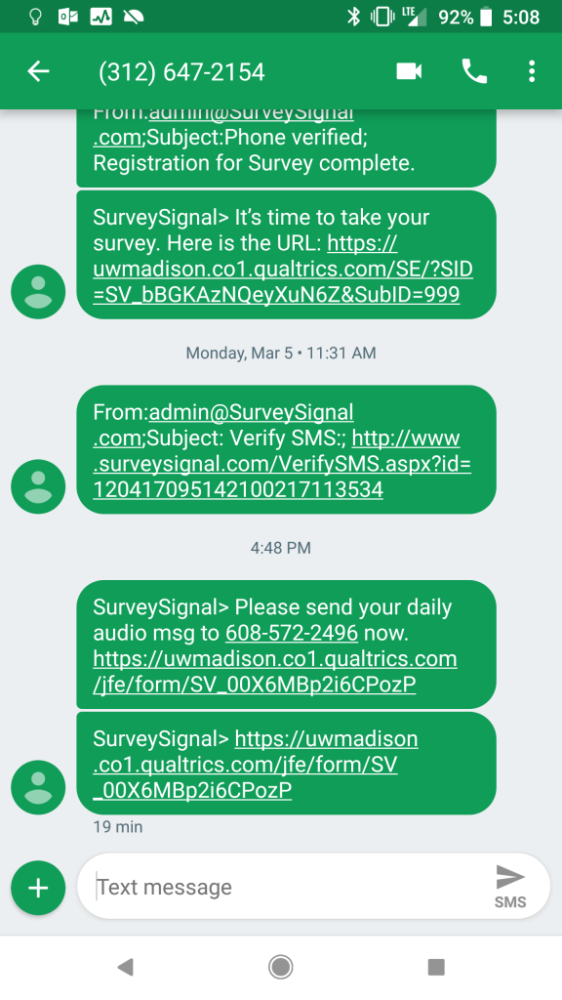 LTE 92% 5:08
(312) 647-2154
From:admin@SurveySignal
.com;Subject:Phone verified;
Registration for Survey complete.
SurveySignal> It's time to take your
survey. Here is the URL: https://
uwmadison.co1.qualtrics.com/SE/?SID
=SV_bBGKAzNQeyXuN6Z&SubID=999
Monday, Mar 5 • 11:31 AM
From:admin@SurveySignal
.com;Subject: Verify SMS:; http://www
.surveysignal.com/VerifySMS.aspx?id=
120417095142100217113534
4:48 PM
SurveySignal> Please send your daily
audio msg to 608-572-2496 now.
https://uwmadison.co1.qualtrics.com
/jfe/form/SV_00X6MBp2i6CPozP
SurveySignal> https://uwmadison
.co1.qualtrics.com/jfe/form/SV
_00X6MBp2i6CPozP
19 min
Text message
SMS